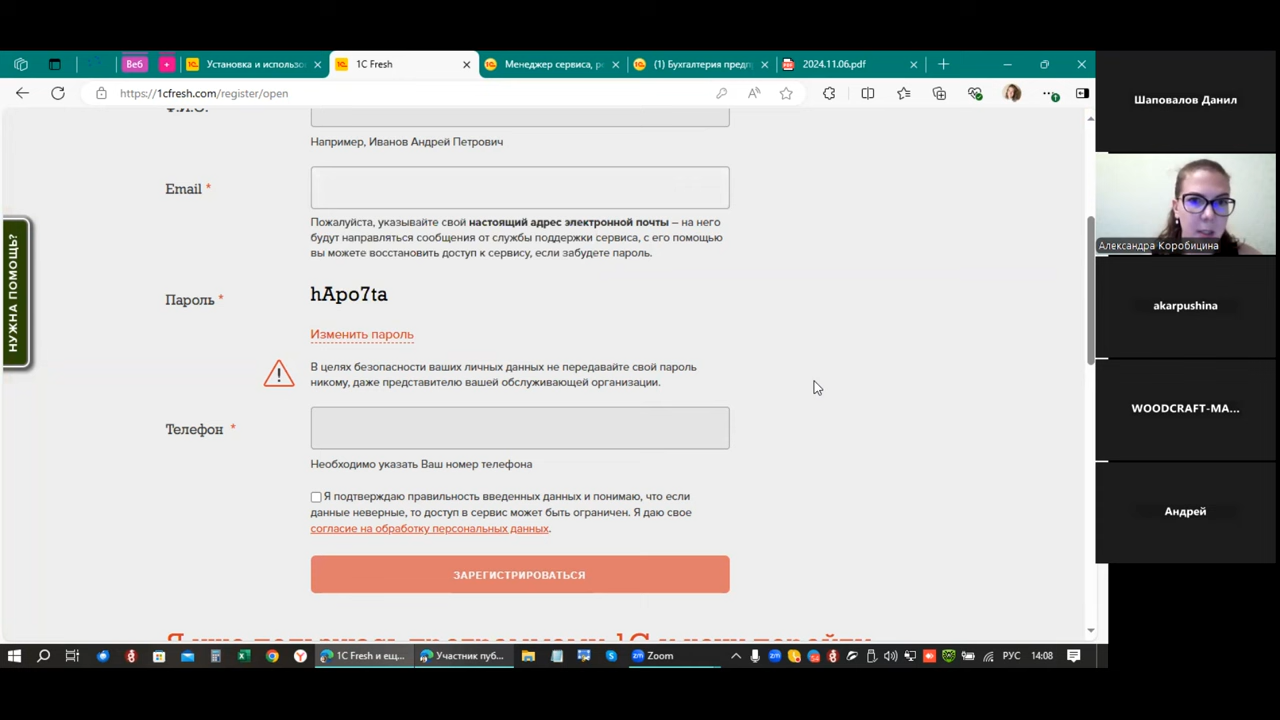 Веб
Установка и использо
1C Fresh
Менеджер сервиса, р
(1) Бухгалтерия предп
2024.11.06.pdf
https://1cfresh.com/register/open
Ф.И.О.
Например, Иванов Андрей Петрович
Email *
Пожалуйста, указывайте свой настоящий адрес электронной почты – на него
будут направляться сообщения от службы поддержки сервиса, с его помощью
вы можете восстановить доступ к сервису, если забудете пароль.
Пароль *
hApo7ta
Изменить пароль
В целях безопасности ваших личных данных не передавайте свой пароль
никому, даже представителю вашей обслуживающей организации.
Телефон *
Необходимо указать Ваш номер телефона
Я подтверждаю правильность введенных данных и понимаю, что если
данные неверные, то доступ в сервис может быть ограничен. Я даю свое
согласие на обработку персональных данных.
ЗАРЕГИСТРИРОВАТЬСЯ
Я уже пользуюсь программами 1С и хочу перейти
НУЖНА ПОМОЩЬ?
Шаповалов Данил
Александра Коробицина
akarpushina
WOODCRAFT-MA...
Андрей
1C Fresh и ещ...
Участник пуб...
Zoom
РУС
14:08